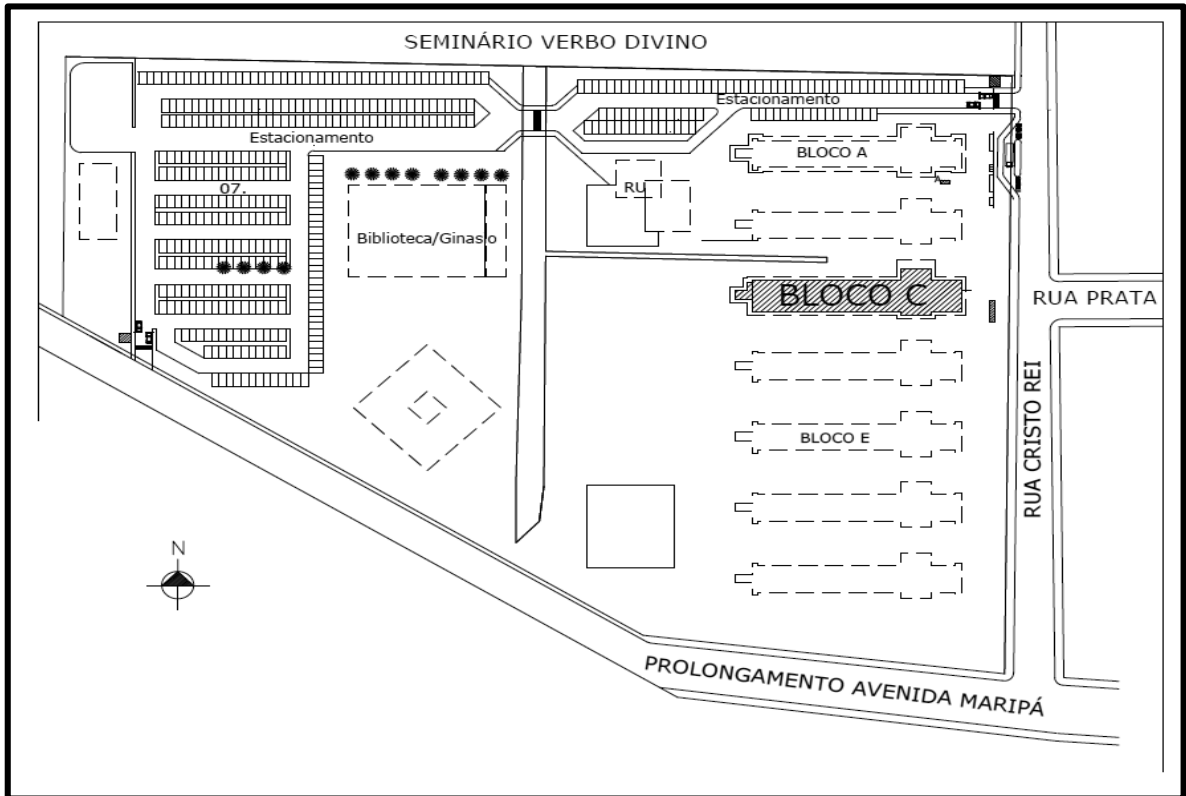 SEMINÁRIO VERBO DIVINO
Estacionamento
Estacionamento
BLOCO A
07.
RU
Biblioteca/Ginasio
BLOCO C
RUA PRATA
BLOCO E
RUA CRISTO REI
N
PROLONGAMENTO AVENIDA MARIPÁ